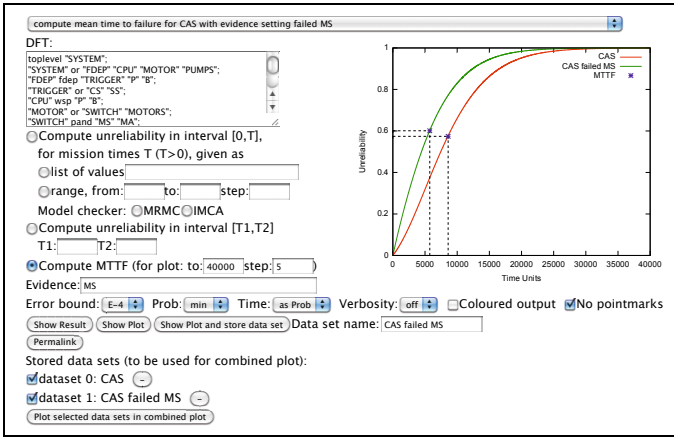 compute mean time to failure for CAS with evidence setting failed MS
DFT:
toplevel "SYSTEM";
"SYSTEM" or "FDEP" "CPU" "MOTOR" "PUMPS";
"FDEP" fdep "TRIGGER" "P" "B";
"TRIGGER" or "CS" "SS";
"CPU" wsp "P" "B";
"MOTOR" or "SWITCH" "MOTORS";
"SWITCH" pand "MS" "MA";
Compute unreliability in interval [0,T],
for mission times T (T>0), given as
list of values
range, from: to: step:
Model checker: MRMC IMCA
Compute unreliability in interval [T1,T2]
T1: T2:
Compute MTTF (for plot: to: 40000 step: 5 )
Evidence: MS
Error bound: E-4 Prob: min Time: as Prob Verbosity: off Coloured output No pointmarks
Show Result Show Plot Show Plot and store data set Data set name: CAS failed MS
Permalink
Stored data sets (to be used for combined plot):
dataset 0: CAS -
dataset 1: CAS failed MS -
Plot selected data sets in combined plot
CAS
CAS failed MS
MTTF
Unreliability
1
0.8
0.6
0.4
0.2
0
0 5000 10000 15000 20000 25000 30000 35000 40000
Time Units